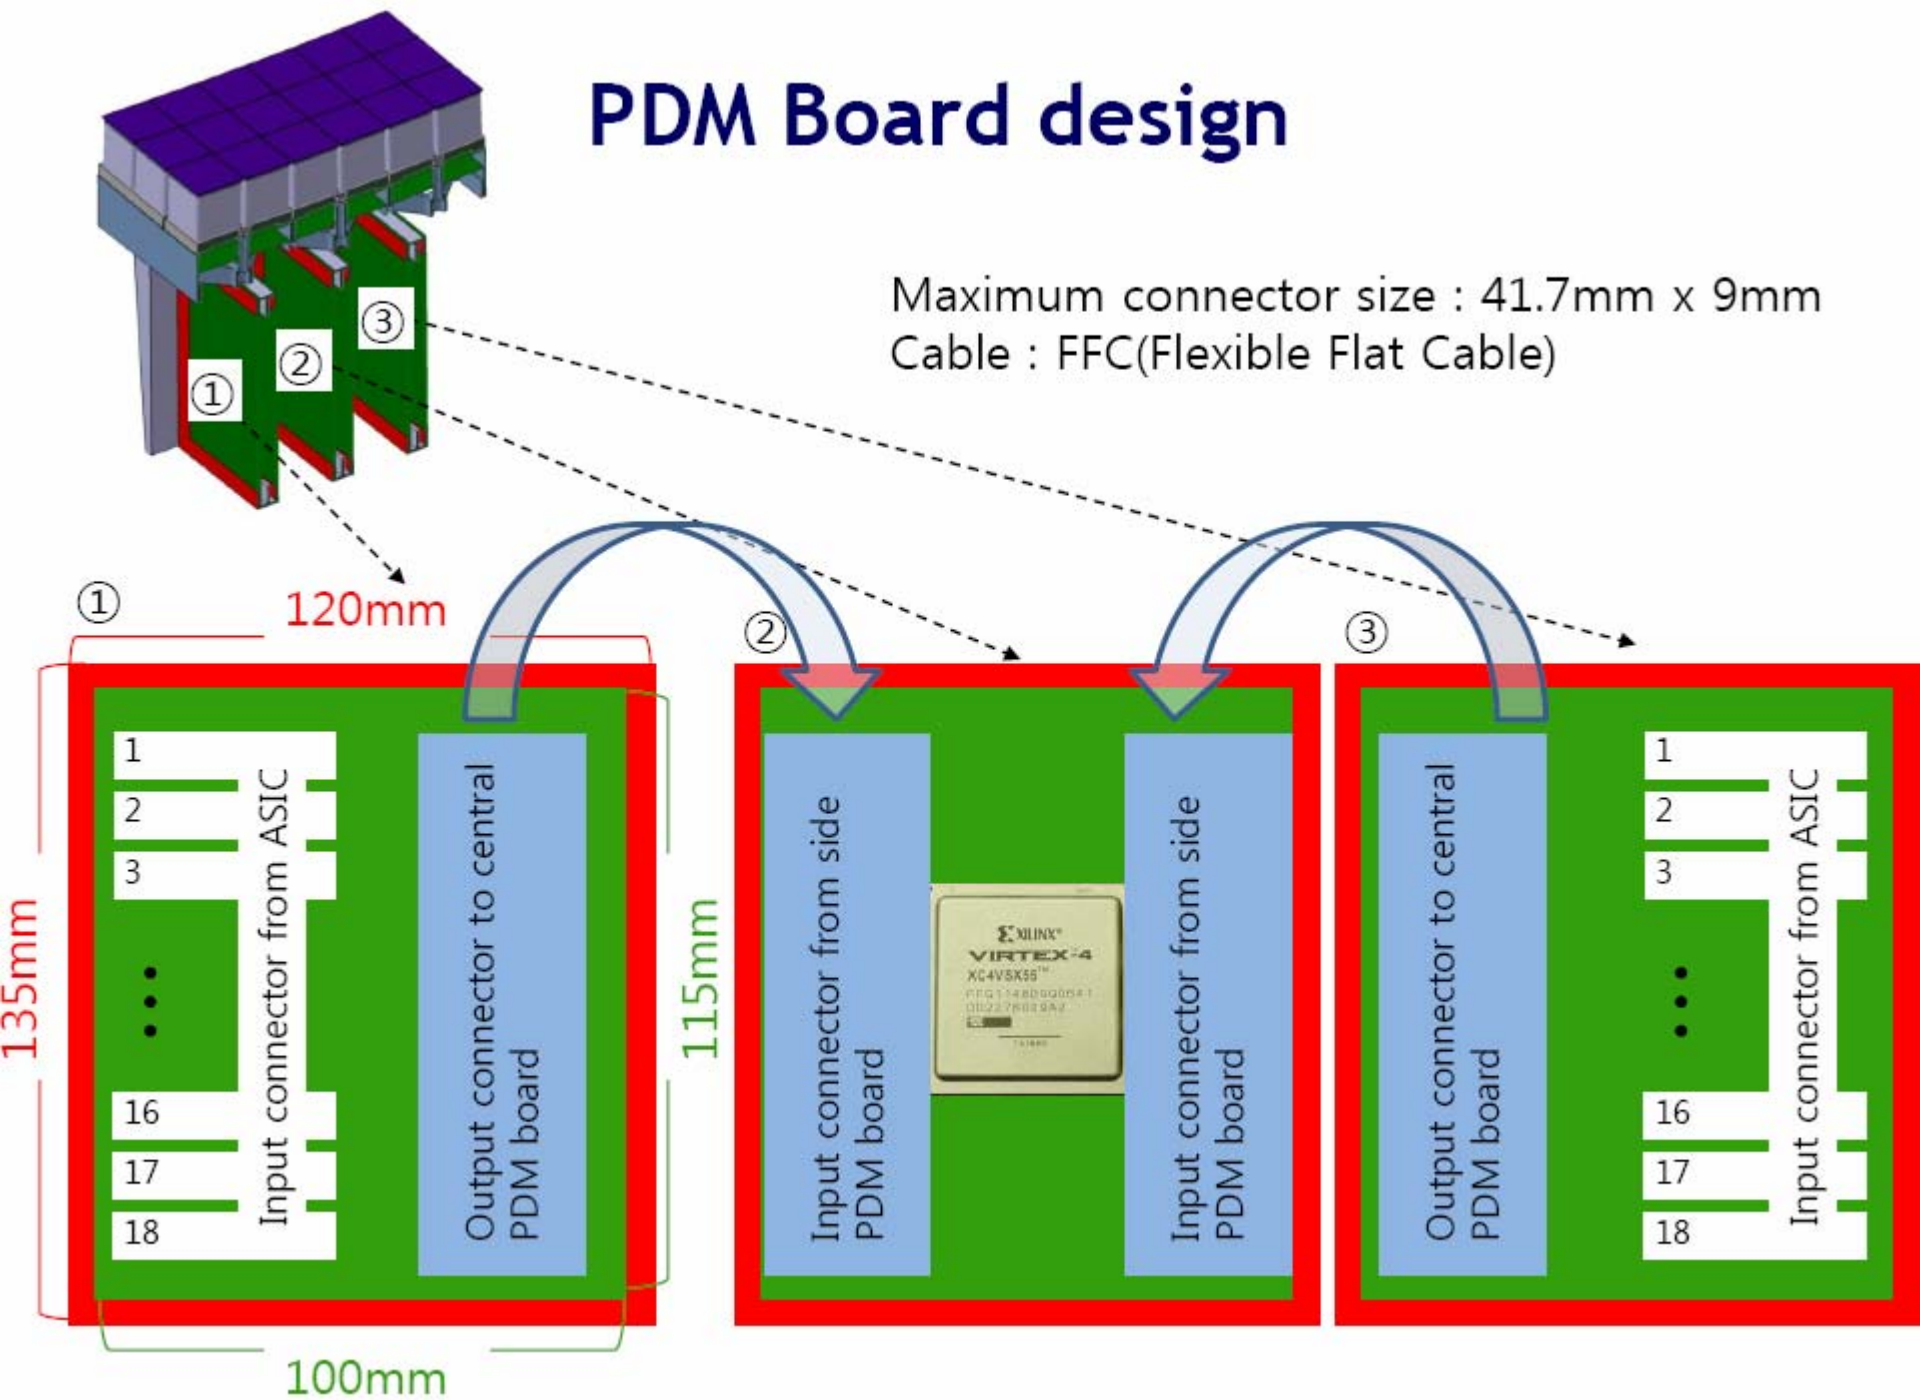 PDM Board design
Maximum connector size : 41.7mm x 9mm
Cable : FFC(Flexible Flat Cable)
③
②
①
①
120mm
②
③
135mm
1
2
3
16
17
18
Input connector from ASIC
Output connector to central
PDM board
115mm
100mm
Input connector from side
PDM board
XILINX®
VIRTEX-4
XC4VSX55™
Input connector from side
PDM board
Output connector to central
PDM board
1
2
3
16
17
18
Input connector from ASIC